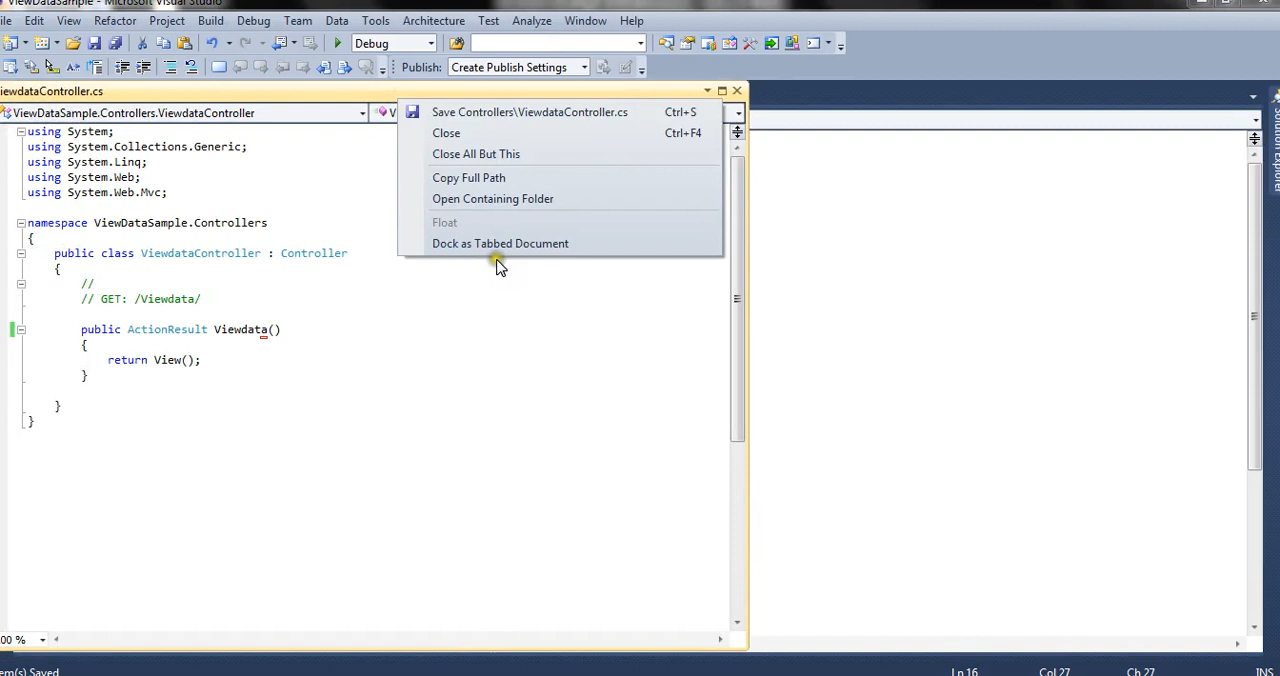 ViewDataSample - Microsoft Visual Studio
ile Edit View Refactor Project Build Debug Team Data Tools Architecture Test Analyze Window Help
Debug
Publish: Create Publish Settings
iewdataController.cs
ViewDataSample.Controllers.ViewdataController V
Save Controllers\ViewdataController.cs Ctrl+S
Close Ctrl+F4
Close All But This
Copy Full Path
Open Containing Folder
Float
Dock as Tabbed Document
using System;
using System.Collections.Generic;
using System.Linq;
using System.Web;
using System.Web.Mvc;
namespace ViewDataSample.Controllers
{
public class ViewdataController : Controller
{
//
// GET: /Viewdata/
public ActionResult Viewdata()
{
return View();
}
}
}
Solution Explorer
00 %
em(s) Saved Ln 16 Col 27 Ch 27 INS